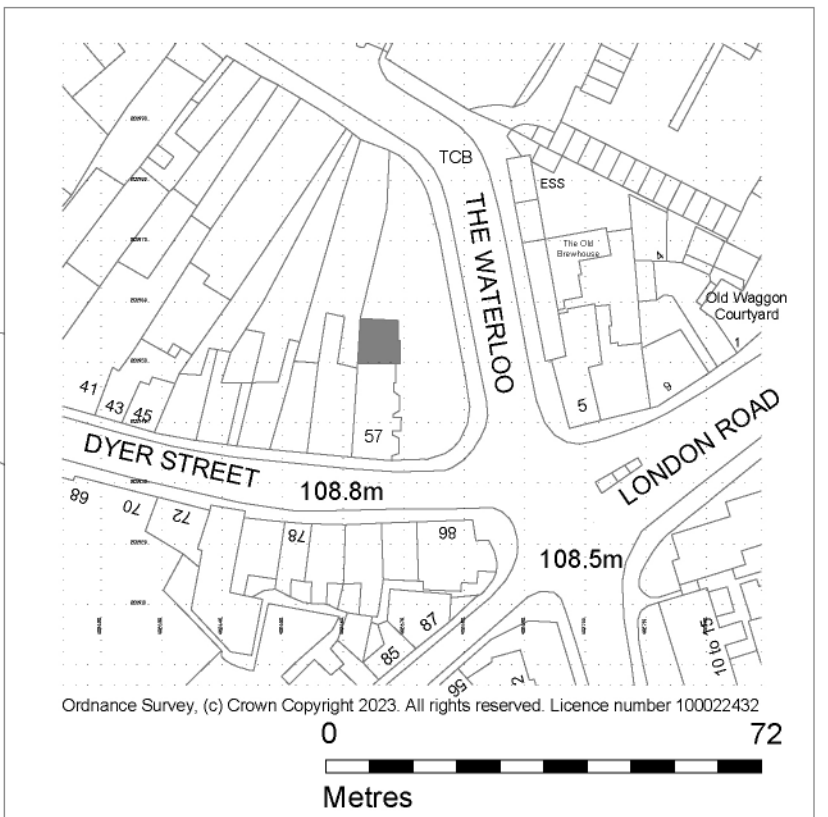 TCB
ESS
THE WATERLOO
The Old
Brewhouse
4
Old Waggon
Courtyard
1
41
43
45
5
9
57
DYER STREET
LONDON ROAD
108.8m
68
70
72
78
86
108.5m
87
85
56
2
10 to 15
Ordnance Survey, (c) Crown Copyright 2023. All rights reserved. Licence number 100022432
0 72
Metres